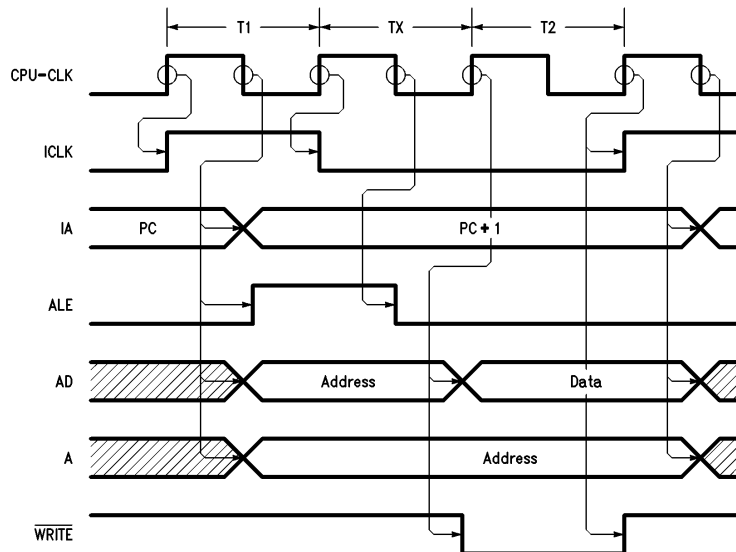 T1 TX T2
CPU-CLK
ICLK
IA PC PC + 1
ALE
AD Address Data
A Address
WRITE